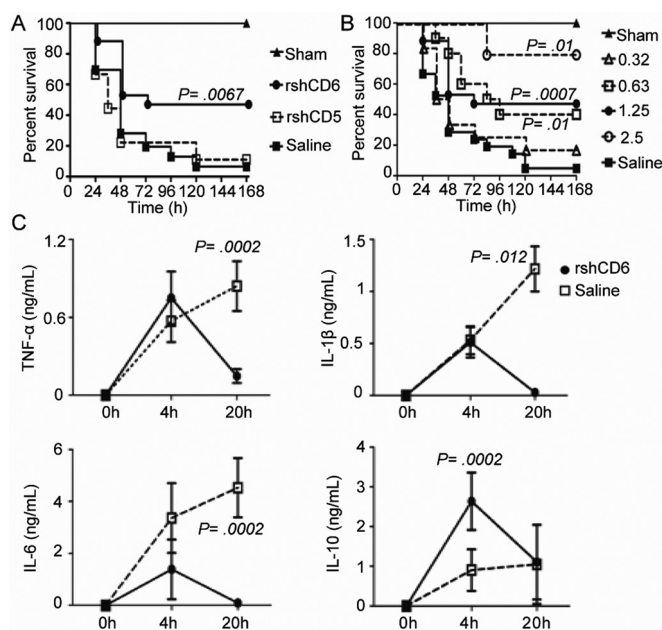 A
100
80
60
40
20
0
Percent survival
0 24 48 72 96 120 144 168
Time (h)
P= .0067
Sham
rshCD6
rshCD5
Saline
B
100
80
60
40
20
0
Percent survival
0 24 48 72 96 120 144 168
Time (h)
P= .01
P= .0007
P= .01
Sham
0.32
0.63
1.25
2.5
Saline
C
1.2
0.6
0
TNF-α (ng/mL)
0h 4h 20h
P= .0002
1.5
1
0.5
0
IL-1β (ng/mL)
0h 4h 20h
P= .012
rshCD6
Saline
6
4
2
0
IL-6 (ng/mL)
0h 4h 20h
P= .0002
4
3
2
1
0
IL-10 (ng/mL)
0h 4h 20h
P= .0002